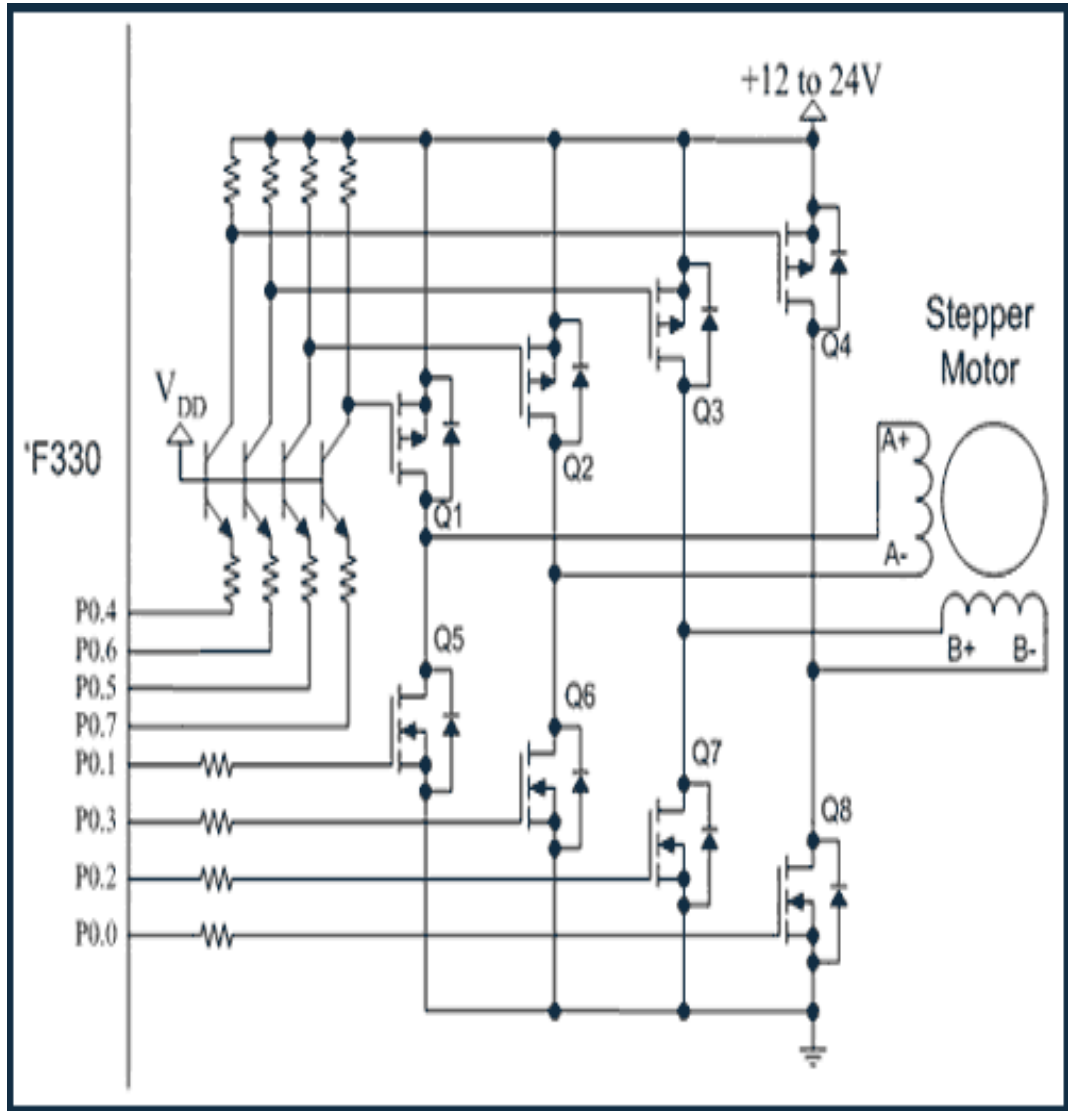 +12 to 24V
Stepper
Motor
Q4
Q3
VDD
A+
'F330
Q2
Q1
A-
P0.4
Q5
B+ B-
P0.6
P0.5
Q6
P0.7
Q7
P0.1
Q8
P0.3
P0.2
P0.0